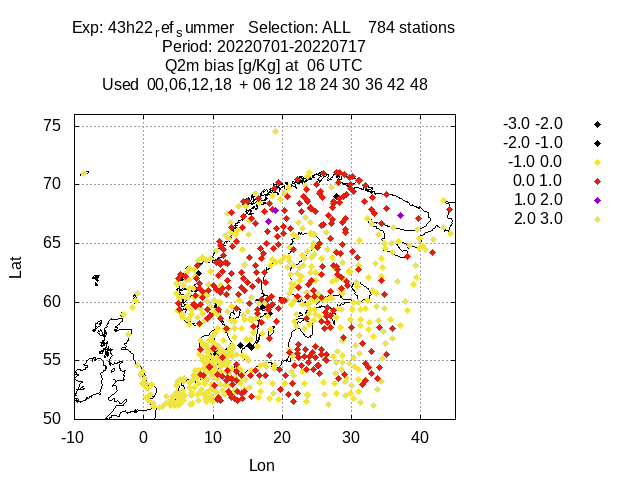 Exp: 43h22ref summer Selection: ALL 784 stations
Period: 20220701-20220717
Q2m bias [g/Kg] at 06 UTC
Used 00,06,12,18 + 06 12 18 24 30 36 42 48
-3.0 -2.0
-2.0 -1.0
-1.0 0.0
0.0 1.0
1.0 2.0
2.0 3.0
75
70
65
60
55
50
Lat
-10 0 10 20 30 40
Lon